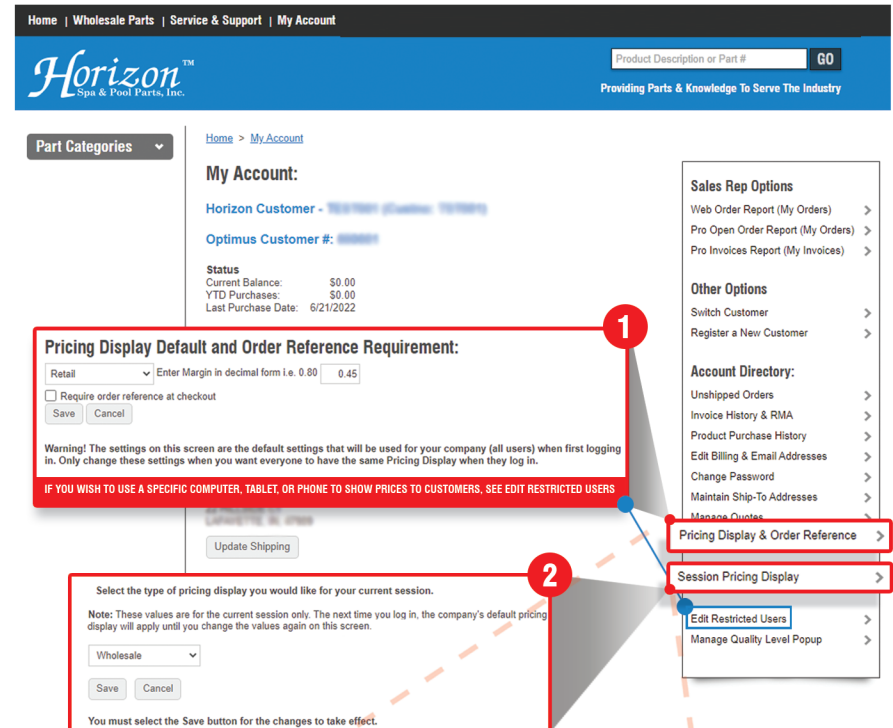 Home | Wholesale Parts | Service & Support | My Account
Horizon™
Spa & Pool Parts, Inc.
Product Description or Part #
GO
Providing Parts & Knowledge To Serve The Industry
Part Categories
Home > My Account
My Account:
Horizon Customer -
Optimus Customer #:
Status
Current Balance: $0.00
YTD Purchases: $0.00
Last Purchase Date: 6/21/2022
1
Pricing Display Default and Order Reference Requirement:
Retail Enter Margin in decimal form i.e. 0.80 0.45
Require order reference at checkout
Save Cancel
Warning! The settings on this screen are the default settings that will be used for your company (all users) when first logging
in. Only change these settings when you want everyone to have the same Pricing Display when they log in.
IF YOU WISH TO USE A SPECIFIC COMPUTER, TABLET, OR PHONE TO SHOW PRICES TO CUSTOMERS, SEE EDIT RESTRICTED USERS
Update Shipping
2
Select the type of pricing display you would like for your current session.
Note: These values are for the current session only. The next time you log in, the company's default pricing
display will apply until you change the values again on this screen.
Wholesale
Save Cancel
You must select the Save button for the changes to take effect.
Sales Rep Options
Web Order Report (My Orders)
Pro Open Order Report (My Orders)
Pro Invoices Report (My Invoices)
Other Options
Switch Customer
Register a New Customer
Account Directory:
Unshipped Orders
Invoice History & RMA
Product Purchase History
Edit Billing & Email Addresses
Change Password
Maintain Ship-To Addresses
Manage Quotes
Pricing Display & Order Reference
Session Pricing Display
Edit Restricted Users
Manage Quality Level Popup